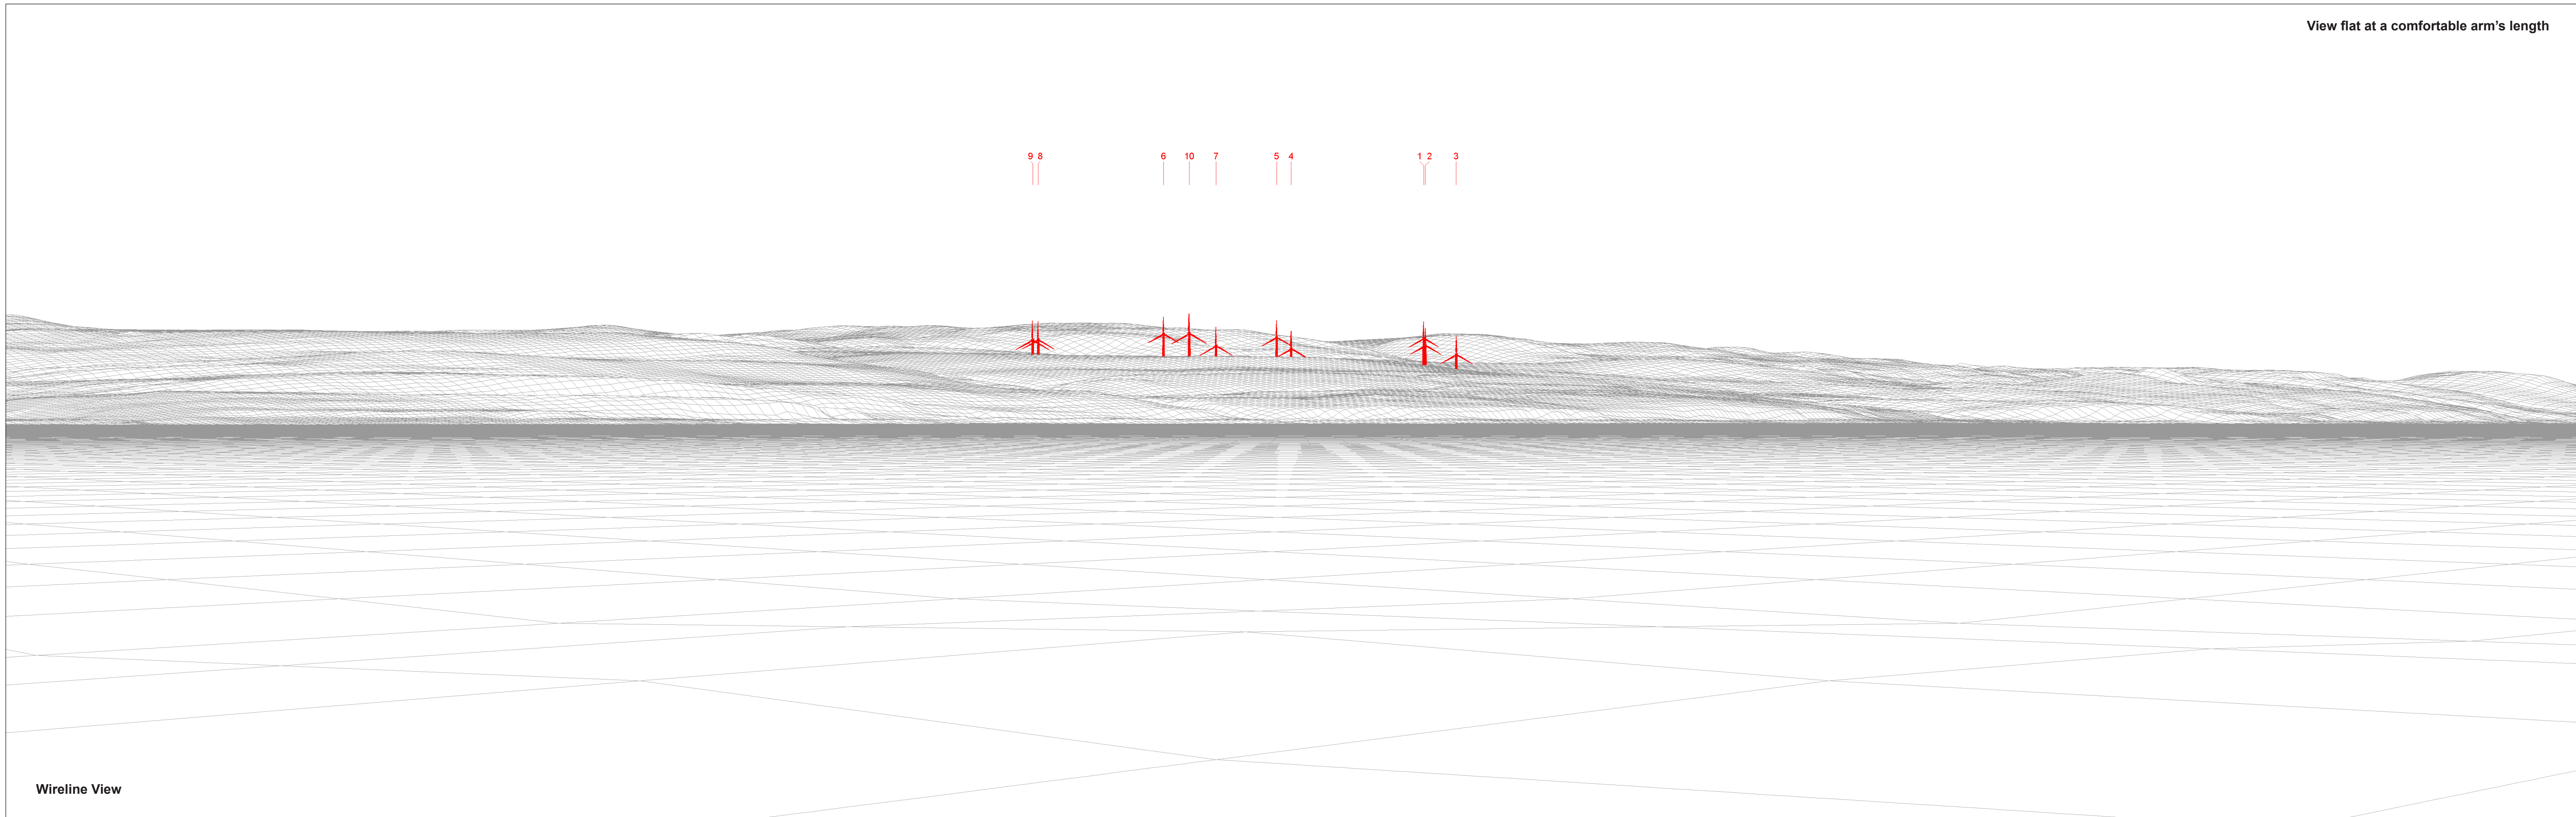 View flat at a comfortable arm’s length
9 8 6 10 7 5 4 1 2 3
Wireline View